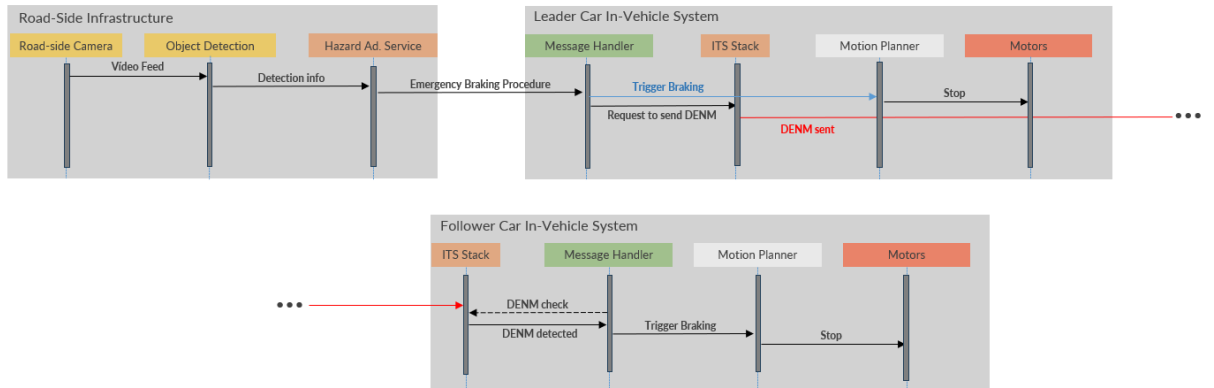 Road-Side Infrastructure
Leader Car In-Vehicle System
Road-side Camera
Object Detection
Hazard Ad. Service
Message Handler
ITS Stack
Motion Planner
Motors
Video Feed
Detection info
Emergency Braking Procedure
Trigger Braking
Request to send DENM
Stop
DENM sent
•••
Follower Car In-Vehicle System
ITS Stack
Message Handler
Motion Planner
Motors
•••
DENM check
DENM detected
Trigger Braking
Stop